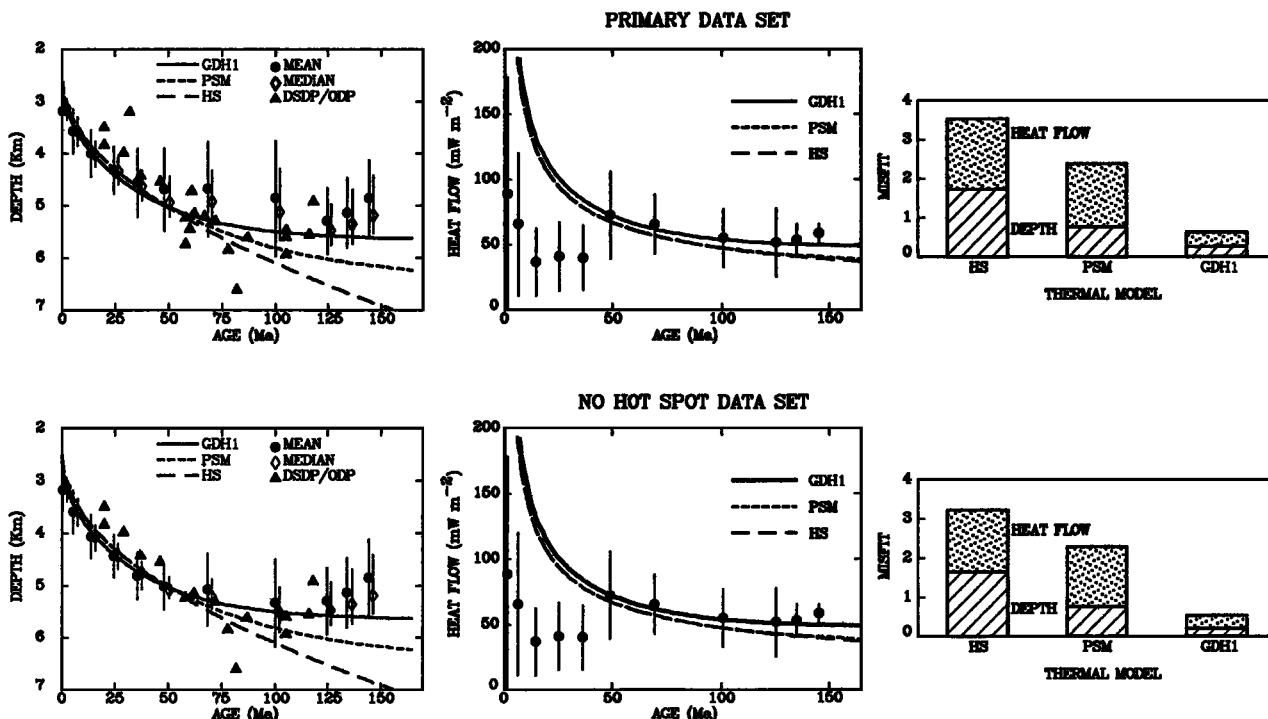 PRIMARY DATA SET
DEPTH (Km)
2
3
4
5
6
7
GDH1
PSM
HS
MEAN
MEDIAN
DSDP/ODP
0 25 50 75 100 125 150
AGE (Ma)
HEAT FLOW (mW m-2)
200
150
100
50
0
GDH1
PSM
HS
50 100 150
AGE (Ma)
MISFIT
4
3
2
1
0
HEAT FLOW
DEPTH
HS PSM GDH1
THERMAL MODEL
NO HOT SPOT DATA SET
DEPTH (Km)
2
3
4
5
6
7
GDH1
PSM
HS
MEAN
MEDIAN
DSDP/ODP
0 25 50 75 100 125 150
AGE (Ma)
HEAT FLOW (mW m-2)
200
150
100
50
0
GDH1
PSM
HS
50 100 150
AGE (Ma)
MISFIT
4
3
2
1
0
HEAT FLOW
DEPTH
HS PSM GDH1
THERMAL MODEL